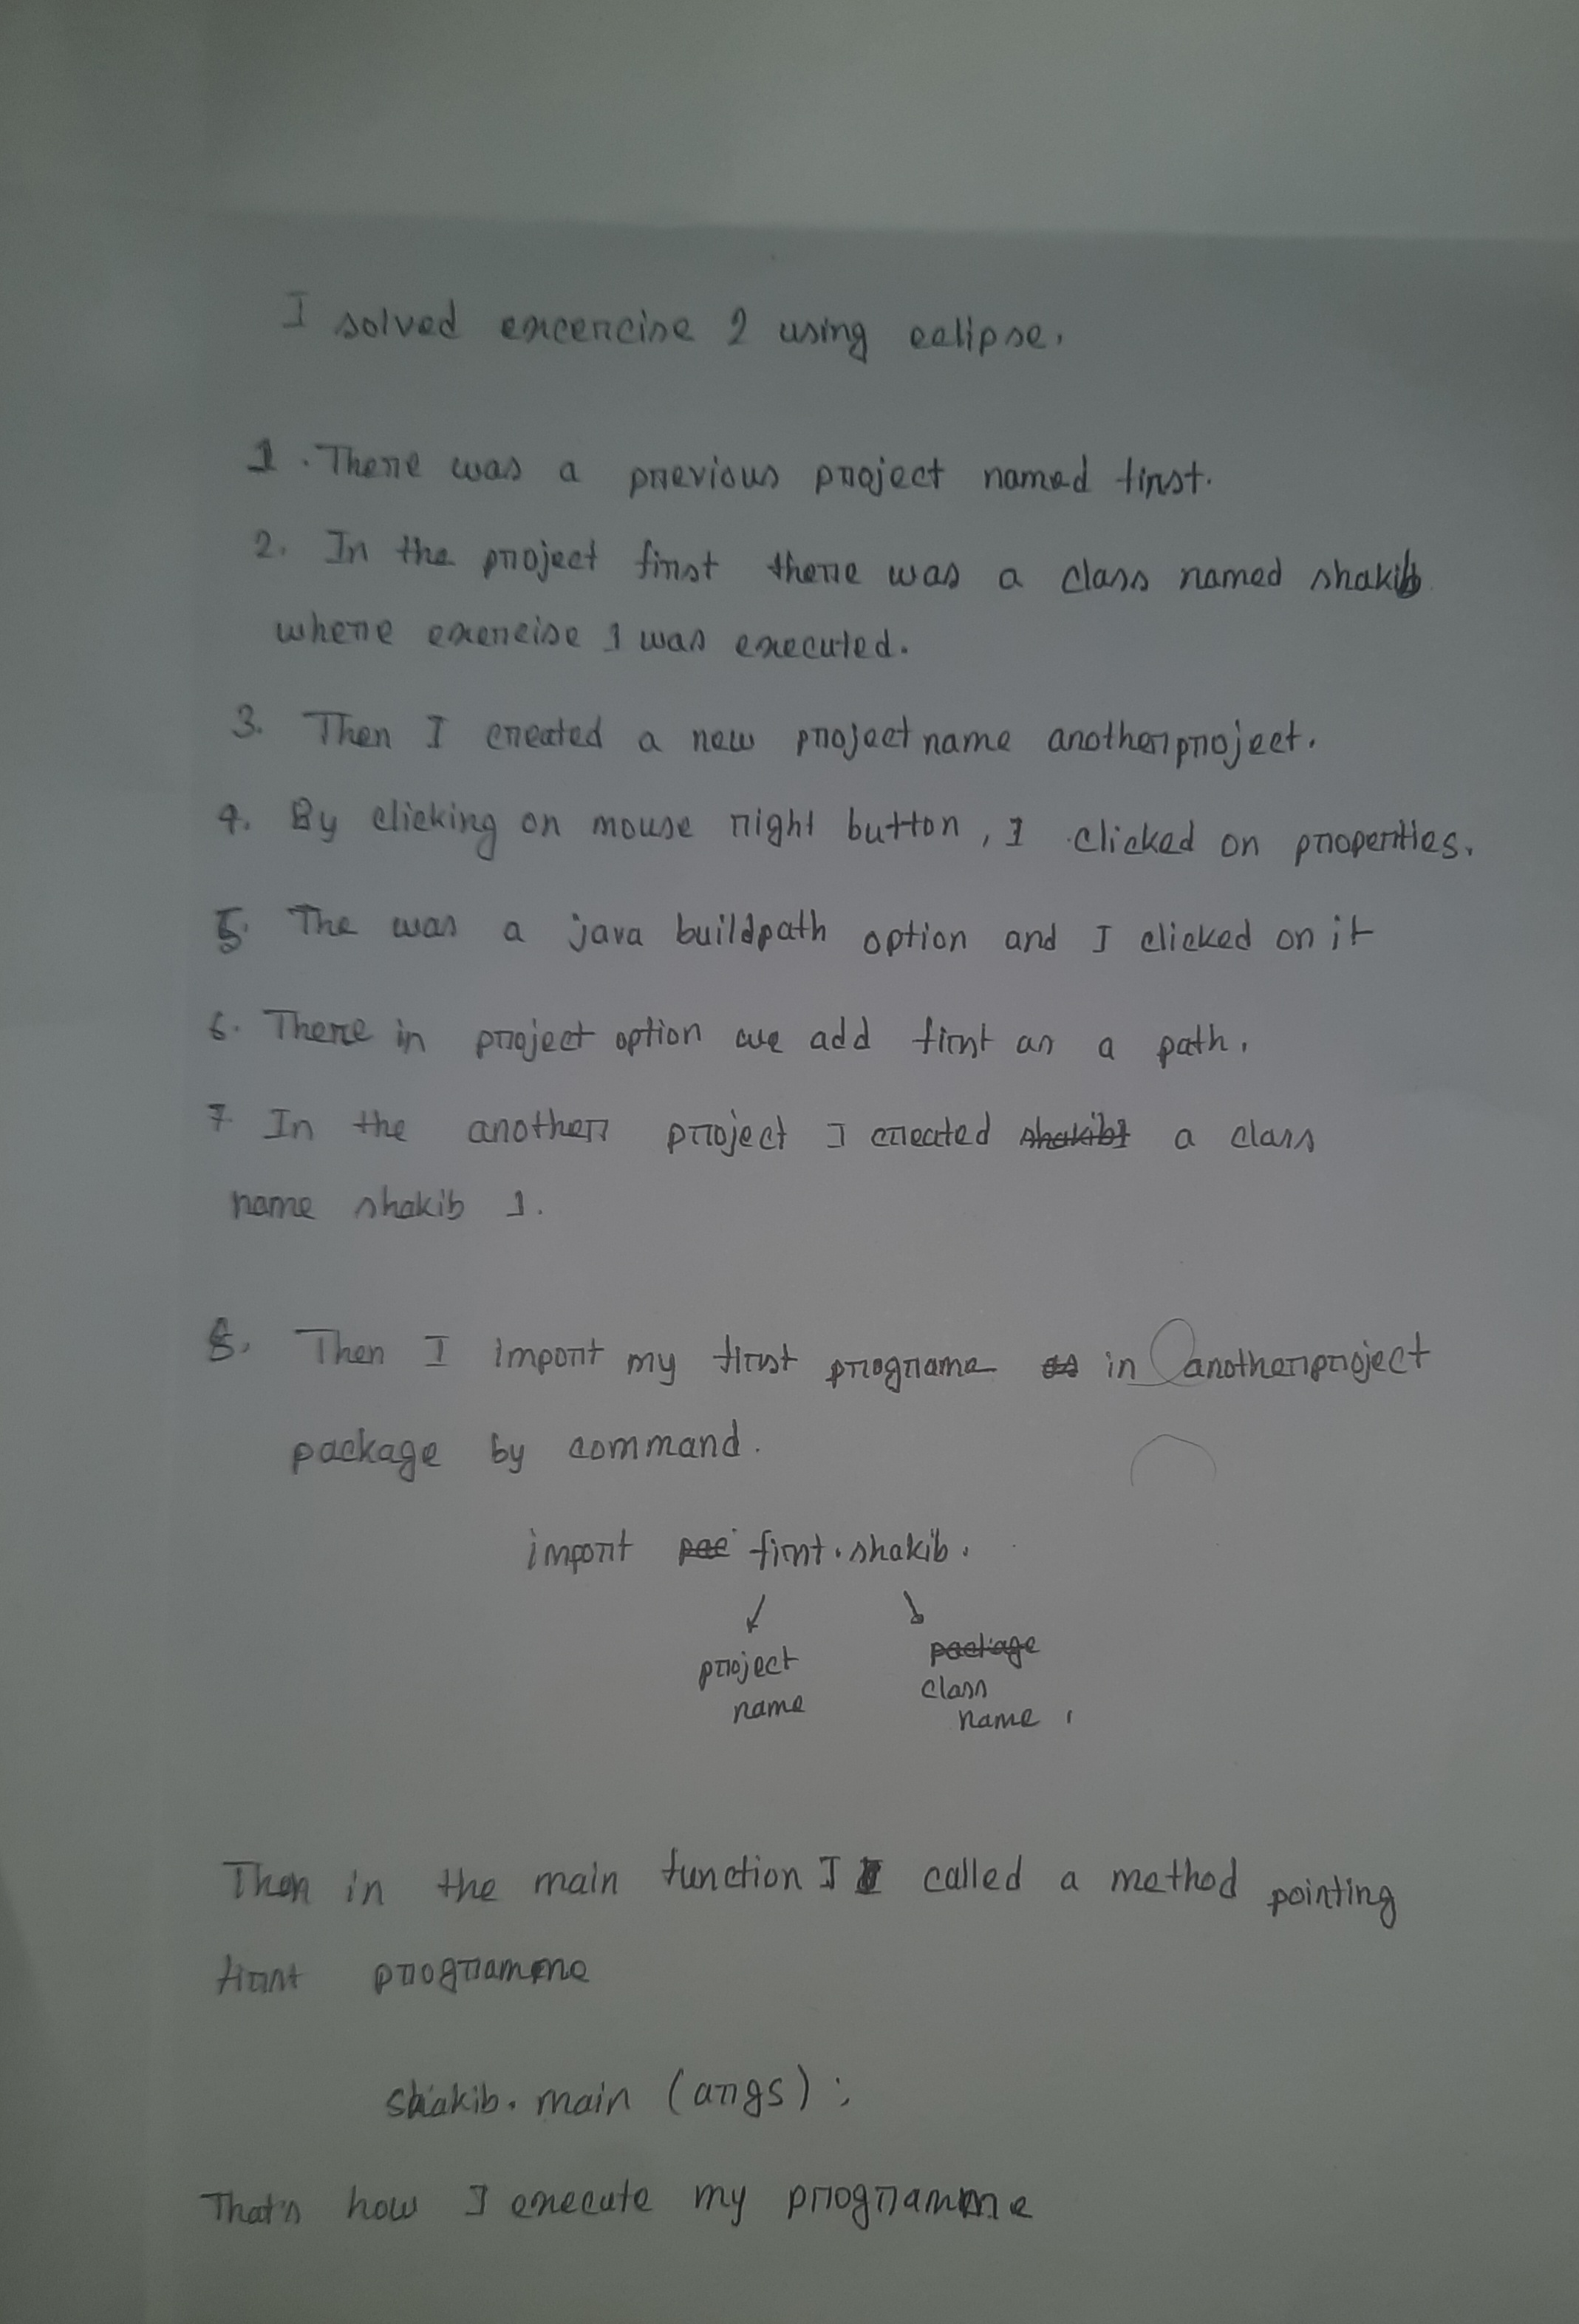 I solved excercise 2 using eclipse.
1. There was a previous project named first.
2. In the project first there was a class named shakib
where exercise 1 was executed.
3. Then I created a new project name anotherproject.
4. By clicking on mouse right button, I clicked on properties.
5. The was a java buildpath option and I clicked on it
6. There in project option we add first as a path.
7. In the another project I created shakib1 a class
name shakib 1.
8. Then I import my first programe in anotherproject
package by command.
import pac first.shakib.
project package
name class
name,
Then in the main function I called a method pointing
first programme
shakib.main (args);
That's how I execute my programme